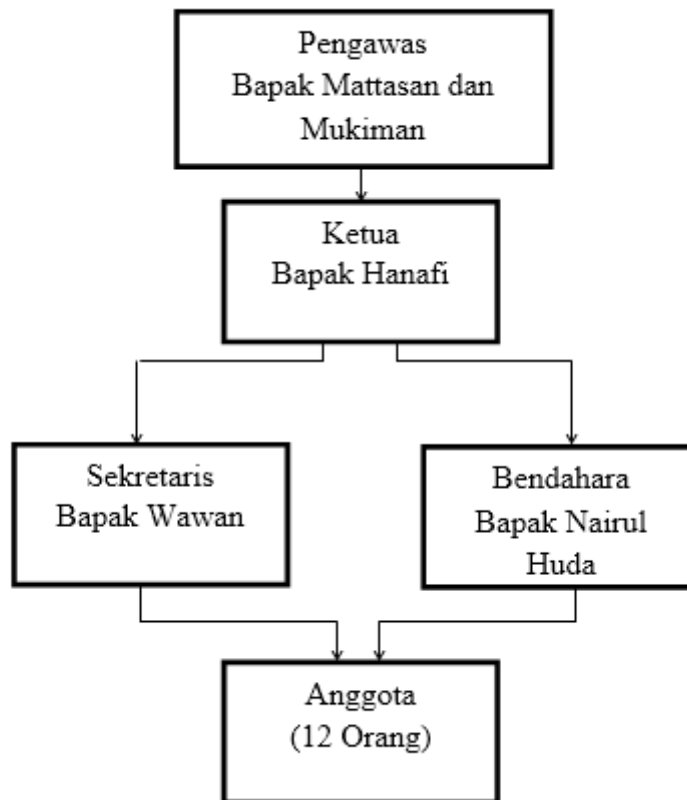 Pengawas
Bapak Mattasan dan
Mukiman
Ketua
Bapak Hanafi
Sekretaris
Bapak Wawan
Bendahara
Bapak Nairul
Huda
Anggota
(12 Orang)